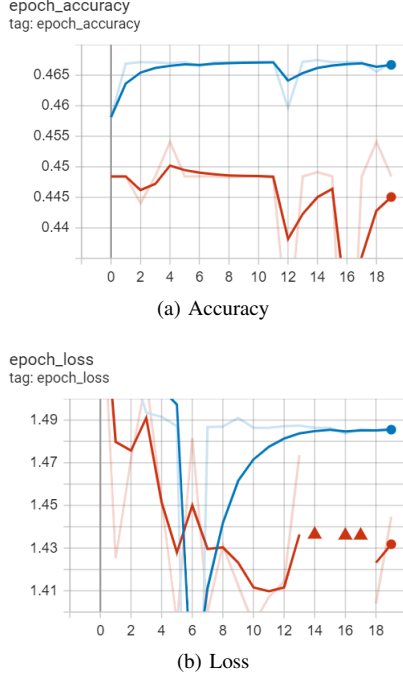 epoch_accuracy
tag: epoch_accuracy
0.465
0.46
0.455
0.45
0.445
0.44
0 2 4 6 8 10 12 14 16 18
(a) Accuracy
epoch_loss
tag: epoch_loss
1.49
1.47
1.45
1.43
1.41
0 2 4 6 8 10 12 14 16 18
(b) Loss